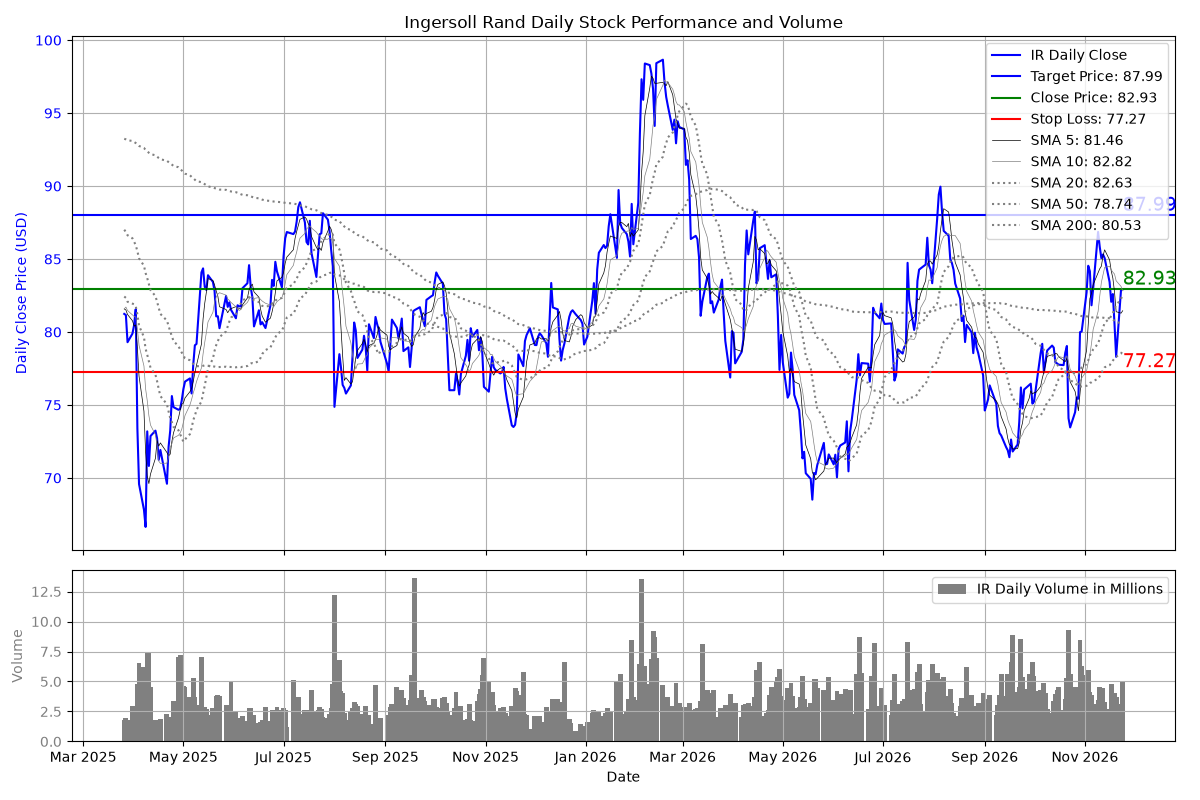 Ingersoll Rand Daily Stock Performance and Volume
Daily Close Price (USD)
100
95
90
85
80
75
70
IR Daily Close
Target Price: 87.99
Close Price: 82.93
Stop Loss: 77.27
SMA 5: 81.46
SMA 10: 82.82
SMA 20: 82.63
SMA 50: 78.74
SMA 200: 80.53
87.99
82.93
77.27
Volume
12.5
10.0
7.5
5.0
2.5
0.0
IR Daily Volume in Millions
Mar 2025
May 2025
Jul 2025
Sep 2025
Nov 2025
Jan 2026
Mar 2026
May 2026
Jul 2026
Sep 2026
Nov 2026
Date